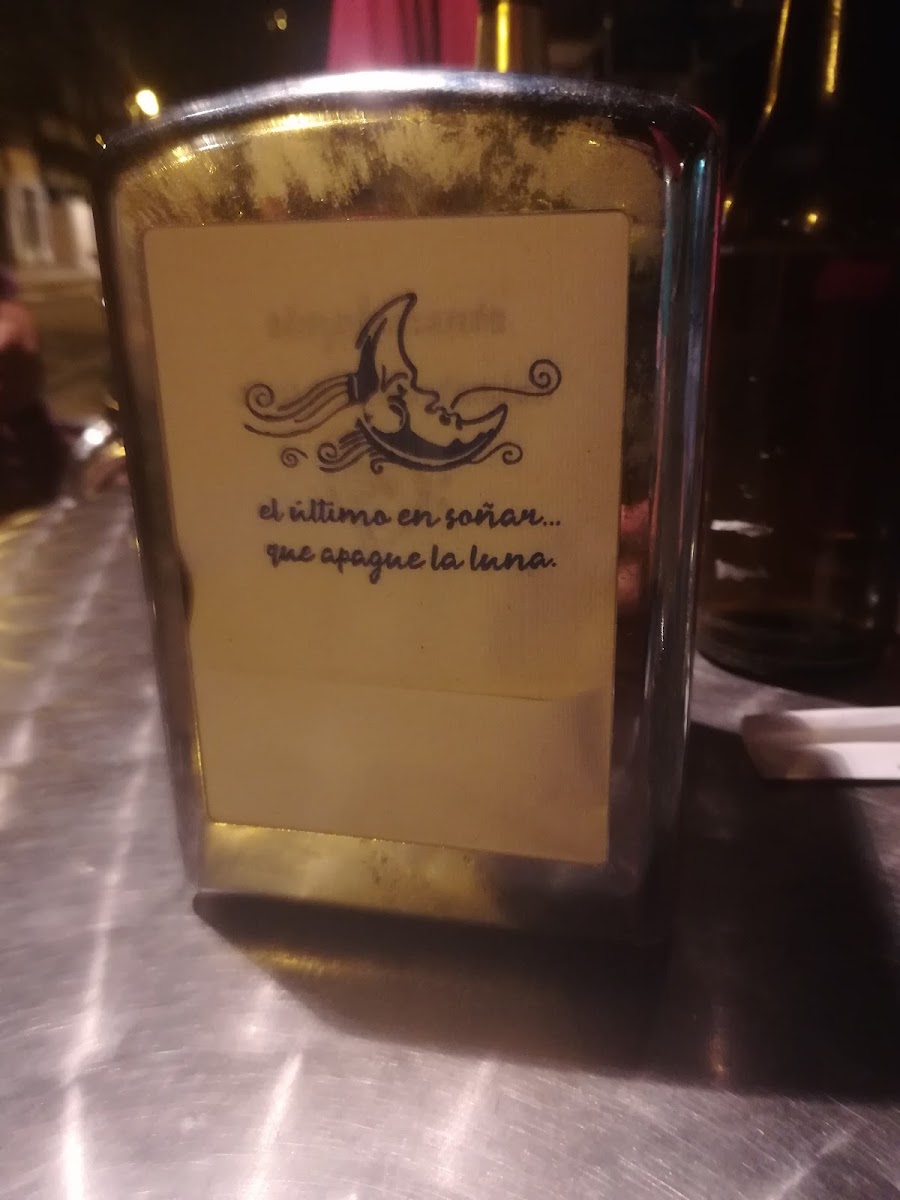 el último en soñar...
que apague la luna.